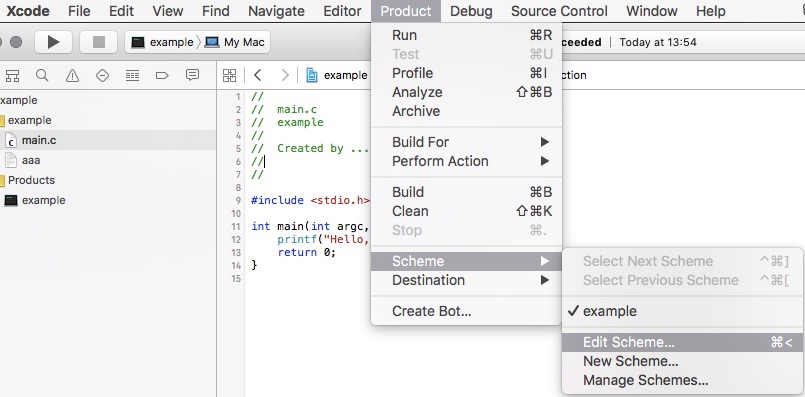 Xcode File Edit View Find Navigate Editor Product Debug Source Control Window Help
example My Mac
ceeded | Today at 13:54
example
ction
xample
example
main.c
aaa
Products
example
1 //
2 // main.c
3 // example
4 //
5 // Created by ...
6 //
7 //
8
9 #include <stdio.h>
10
11 int main(int argc,
12 printf("Hello,
13 return 0;
14 }
15
Run ⌘R
Test ⌘U
Profile ⌘I
Analyze ⇧⌘B
Archive
Build For ▶
Perform Action ▶
Build ⌘B
Clean ⇧⌘K
Stop ⌘.
Scheme ▶
Destination ▶
Create Bot...
Select Next Scheme ^⌘]
Select Previous Scheme ^⌘[
✓ example
Edit Scheme... ⌘<
New Scheme...
Manage Schemes...